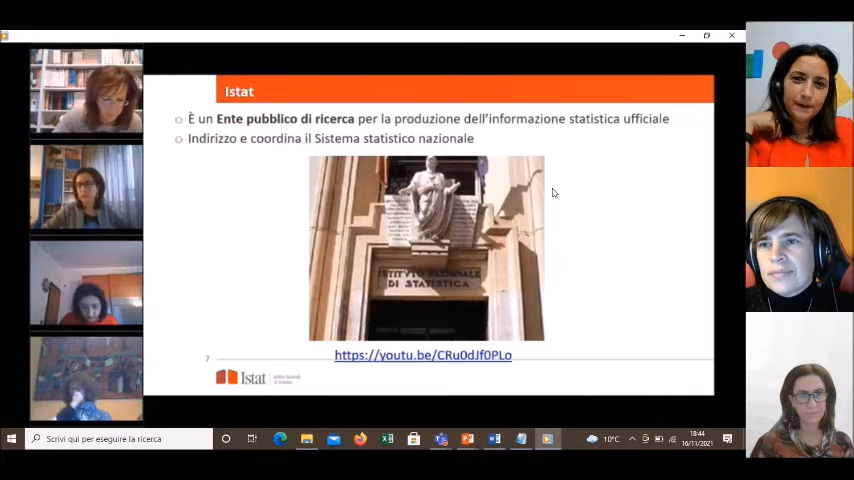 Istat
È un Ente pubblico di ricerca per la produzione dell'informazione statistica ufficiale
Indirizzo e coordina il Sistema statistico nazionale
ISTITVTO NAZIONALE
DI STATISTICA
https://youtu.be/CRu0dJf0PLo
7
Istat
Scrivi qui per eseguire la ricerca
10°C
18:44
16/11/2021